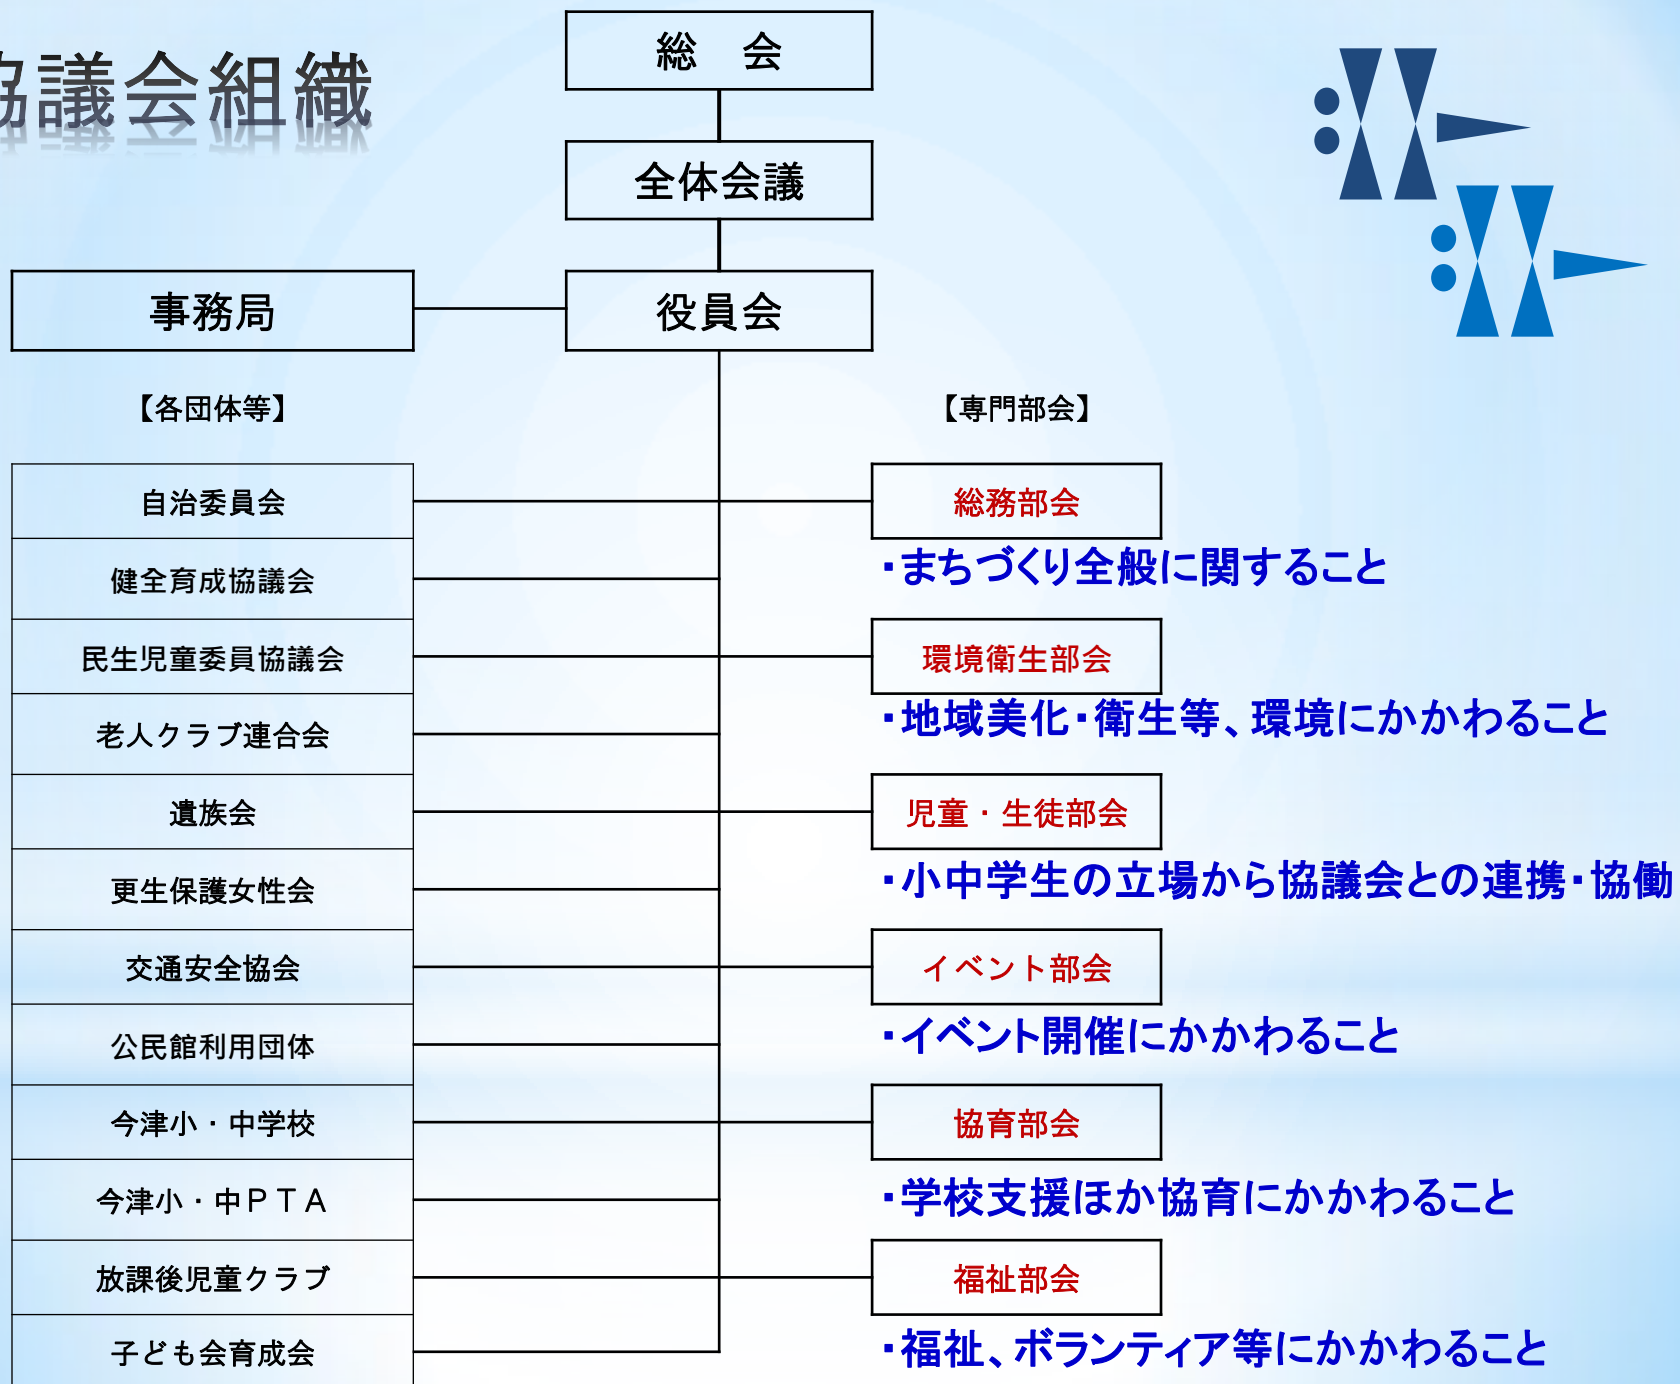 協議会組織
総　会
全体会議
事務局
役員会
【各団体等】
【専門部会】
自治委員会
健全育成協議会
民生児童委員協議会
老人クラブ連合会
遺族会
更生保護女性会
交通安全協会
公民館利用団体
今津小・中学校
今津小・中ＰＴＡ
放課後児童クラブ
子ども会育成会
総務部会
・まちづくり全般に関すること
環境衛生部会
・地域美化・衛生等、環境にかかわること
児童・生徒部会
・小中学生の立場から協議会との連携・協働
イベント部会
・イベント開催にかかわること
協育部会
・学校支援ほか協育にかかわること
福祉部会
・福祉、ボランティア等にかかわること